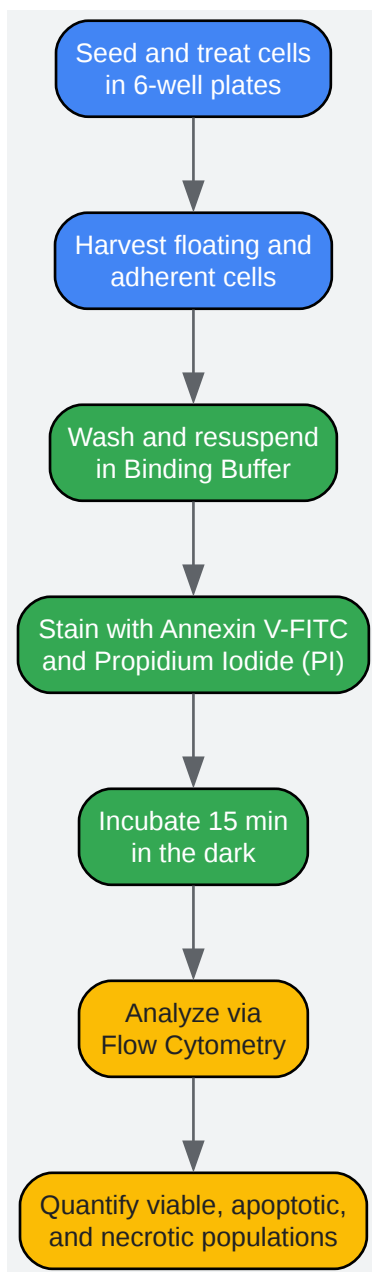 Seed and treat cells
in 6-well plates
Harvest floating and
adherent cells
Wash and resuspend
in Binding Buffer
Stain with Annexin V-FITC
and Propidium Iodide (PI)
Incubate 15 min
in the dark
Analyze via
Flow Cytometry
Quantify viable, apoptotic,
and necrotic populations